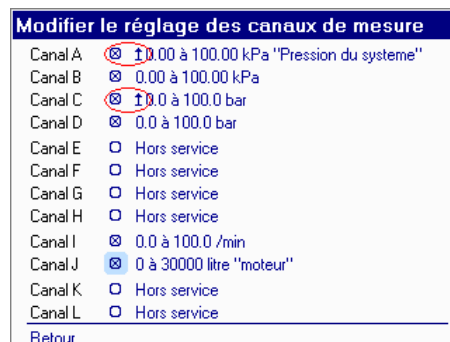 Modifier le réglage des canaux de mesure
Canal A ⊠ ↥ 0.00 à 100.00 kPa "Pression du systeme"
Canal B ⊠ 0.00 à 100.00 kPa
Canal C ⊠ ↥ 0.0 à 100.0 bar
Canal D ⊠ 0.0 à 100.0 bar
Canal E ☐ Hors service
Canal F ☐ Hors service
Canal G ☐ Hors service
Canal H ☐ Hors service
Canal I ⊠ 0.0 à 100.0 /min
Canal J ⊠ 0 à 30000 litre "moteur"
Canal K ☐ Hors service
Canal L ☐ Hors service
Retour